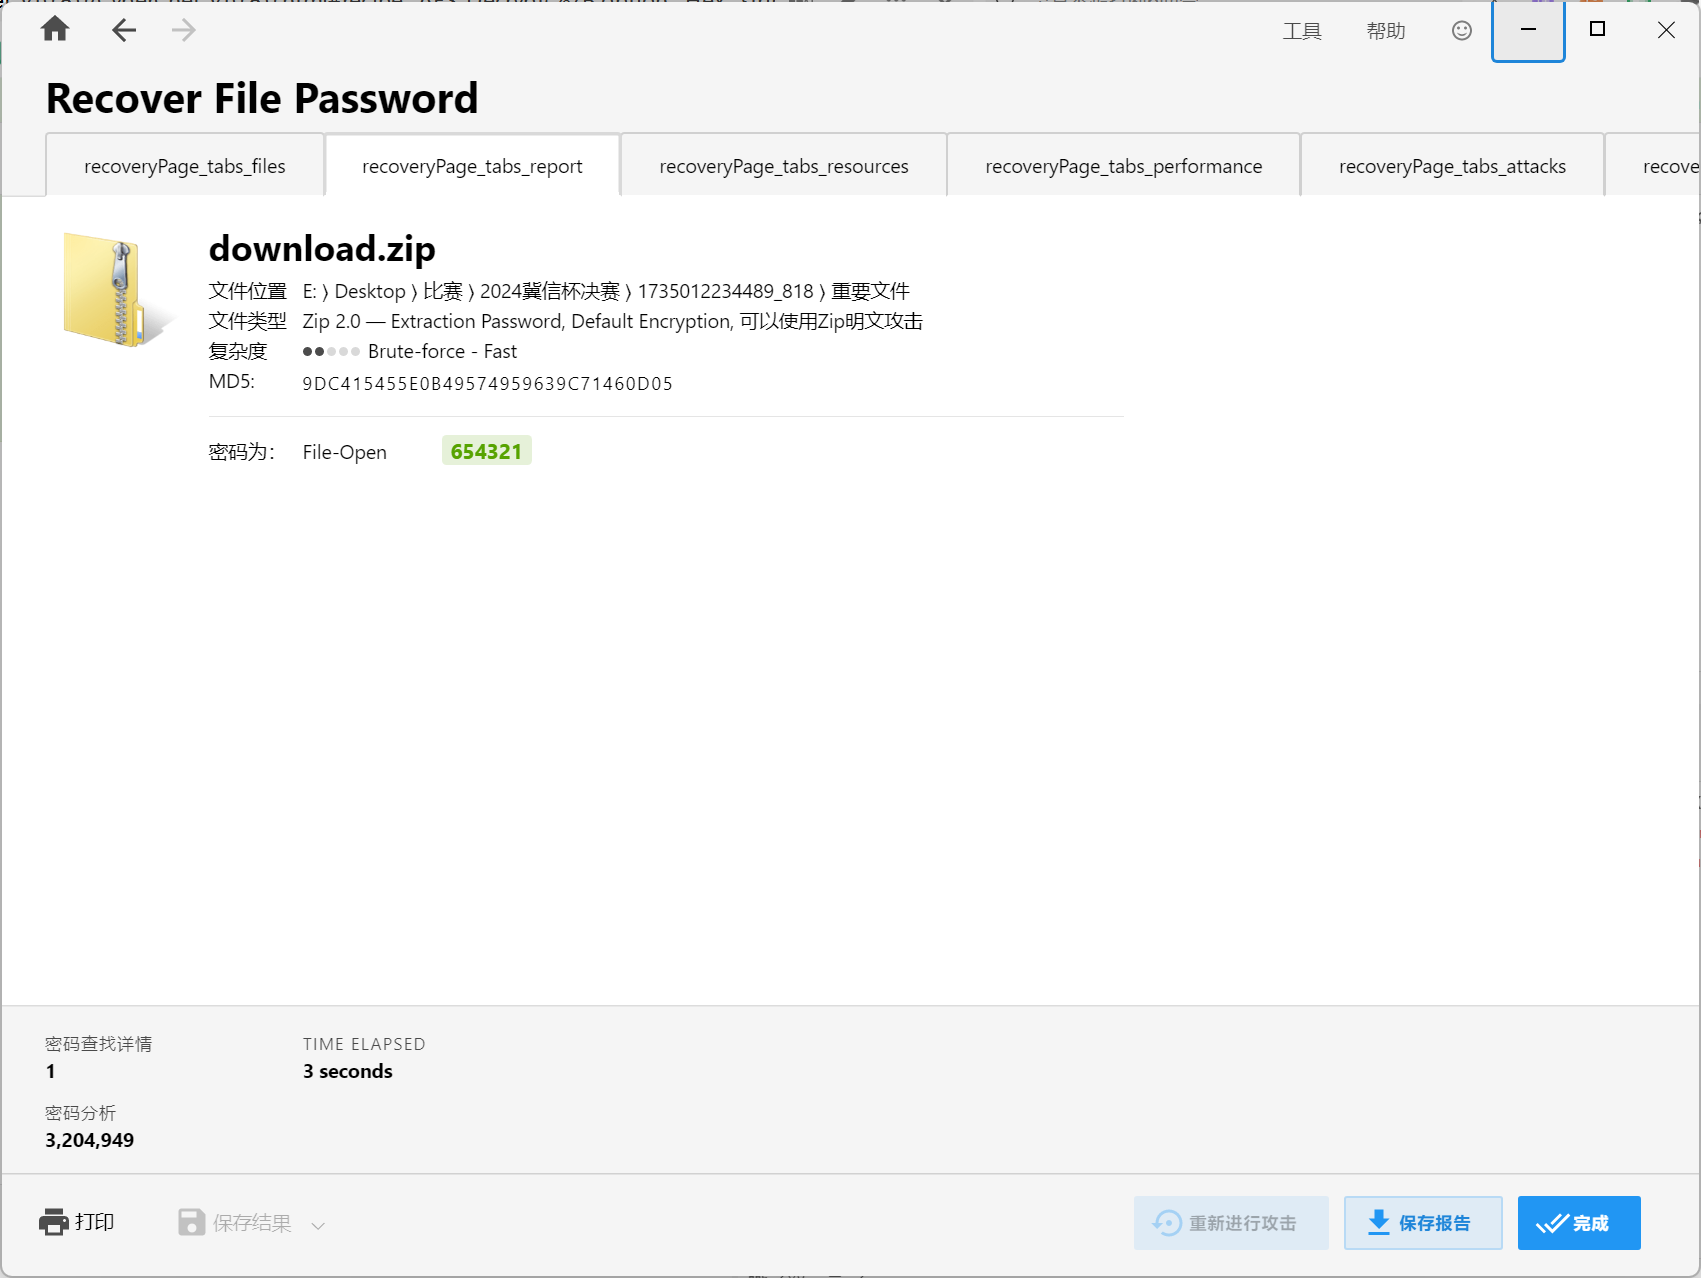 工具 帮助
Recover File Password
recoveryPage_tabs_files recoveryPage_tabs_report recoveryPage_tabs_resources recoveryPage_tabs_performance recoveryPage_tabs_attacks recove
download.zip
文件位置 E: ⟩ Desktop ⟩ 比赛 ⟩ 2024冀信杯决赛 ⟩ 1735012234489_818 ⟩ 重要文件
文件类型 Zip 2.0 — Extraction Password, Default Encryption, 可以使用Zip明文攻击
复杂度 Brute-force - Fast
MD5: 9DC415455E0B49574959639C71460D05
密码为: File-Open 654321
密码查找详情 TIME ELAPSED
1 3 seconds
密码分析
3,204,949
打印 保存结果 重新进行攻击 保存报告 完成